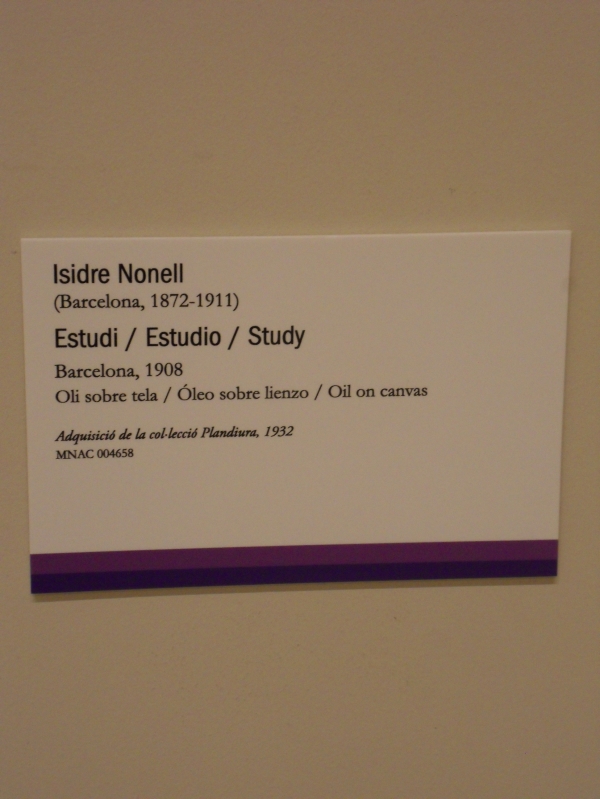 Isidre Nonell
(Barcelona, 1872-1911)
Estudi / Estudio / Study
Barcelona, 1908
Oli sobre tela / Óleo sobre lienzo / Oil on canvas
Adquisició de la col·lecció Plandiura, 1932
MNAC 004658